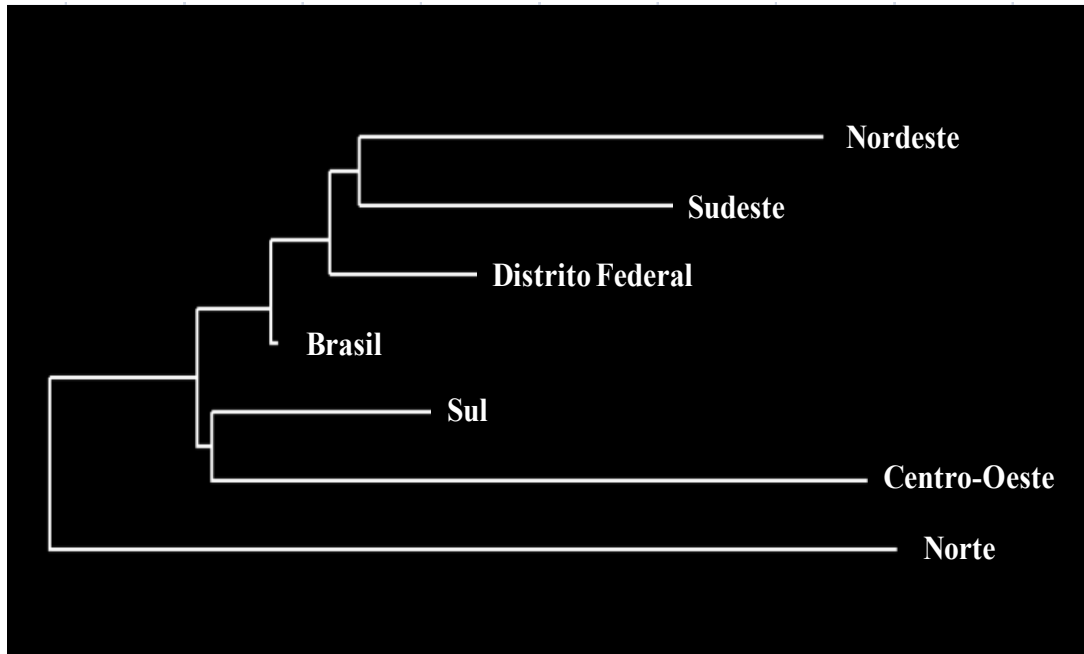 Nordeste
Sudeste
Distrito Federal
Brasil
Sul
Centro-Oeste
Norte